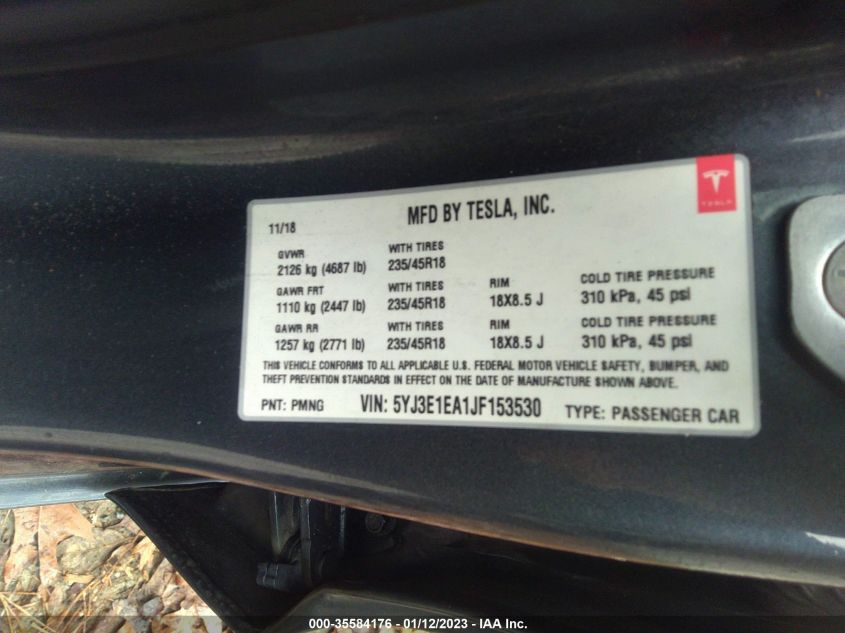 MFD BY TESLA, INC.
TESLA
11/18
GVWR WITH TIRES
2126 kg (4687 lb) 235/45R18
GAWR FRT WITH TIRES RIM COLD TIRE PRESSURE
1110 kg (2447 lb) 235/45R18 18X8.5 J 310 kPa, 45 psi
GAWR RR WITH TIRES RIM COLD TIRE PRESSURE
1257 kg (2771 lb) 235/45R18 18X8.5 J 310 kPa, 45 psi
THIS VEHICLE CONFORMS TO ALL APPLICABLE U.S. FEDERAL MOTOR VEHICLE SAFETY, BUMPER, AND
THEFT PREVENTION STANDARDS IN EFFECT ON THE DATE OF MANUFACTURE SHOWN ABOVE.
PNT: PMNG VIN: 5YJ3E1EA1JF153530 TYPE: PASSENGER CAR
000-35584176 - 01/12/2023 - IAA Inc.